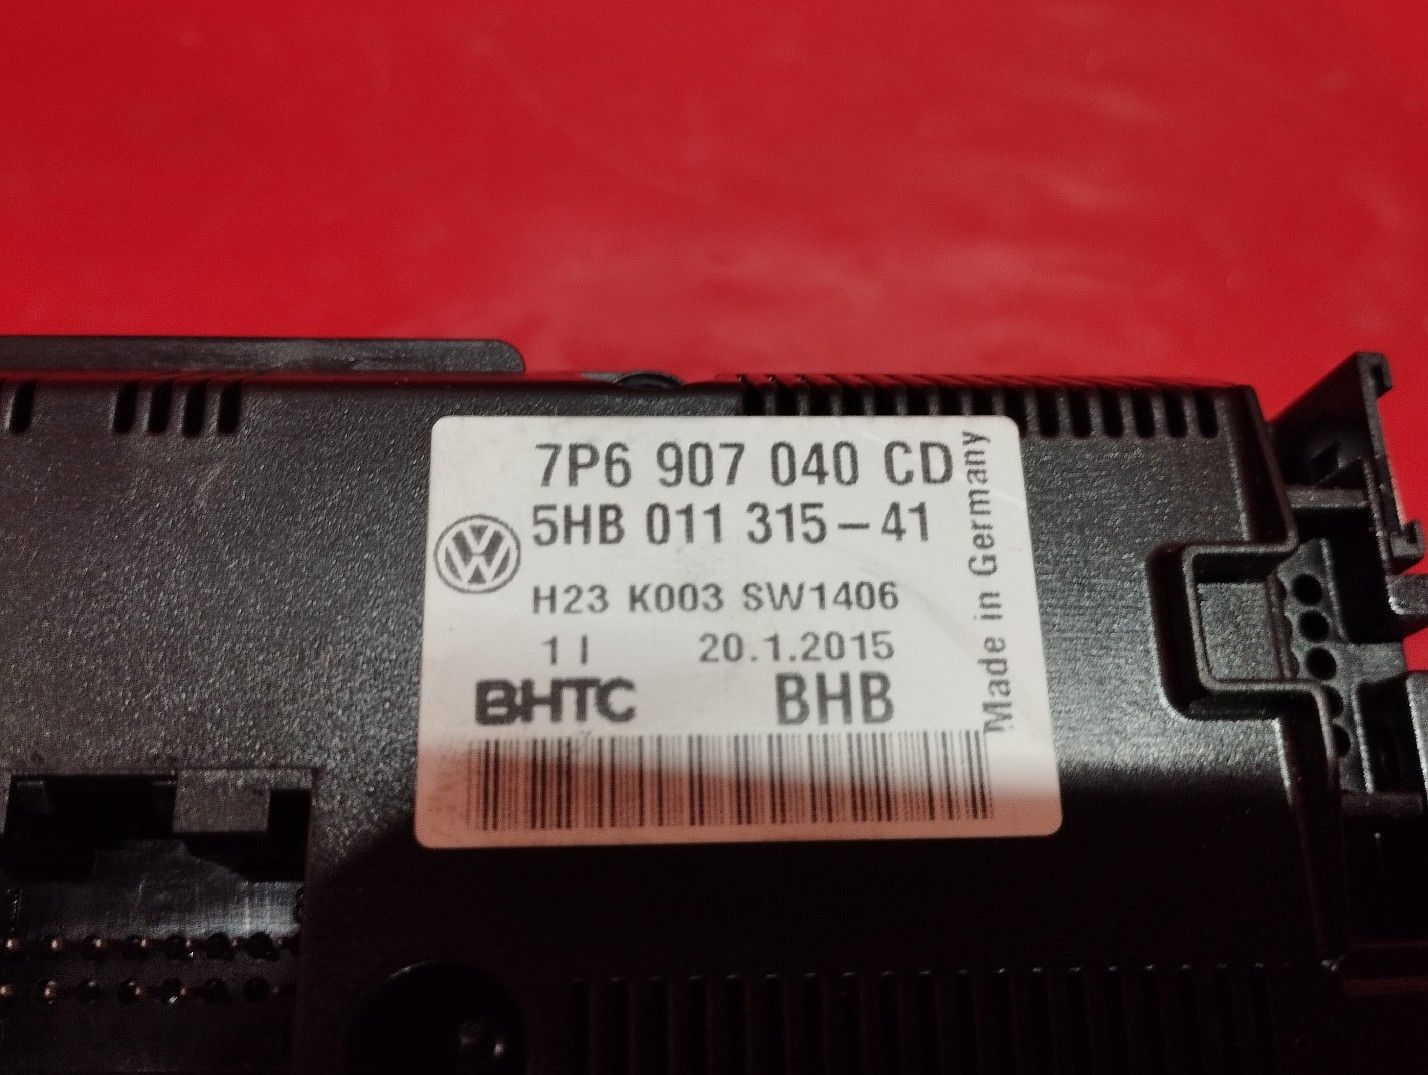 7P6 907 040 CD
5HB 011 315-41
H23 K003 SW1406
1 I 20.1.2015
BHTC BHB
Made in Germany